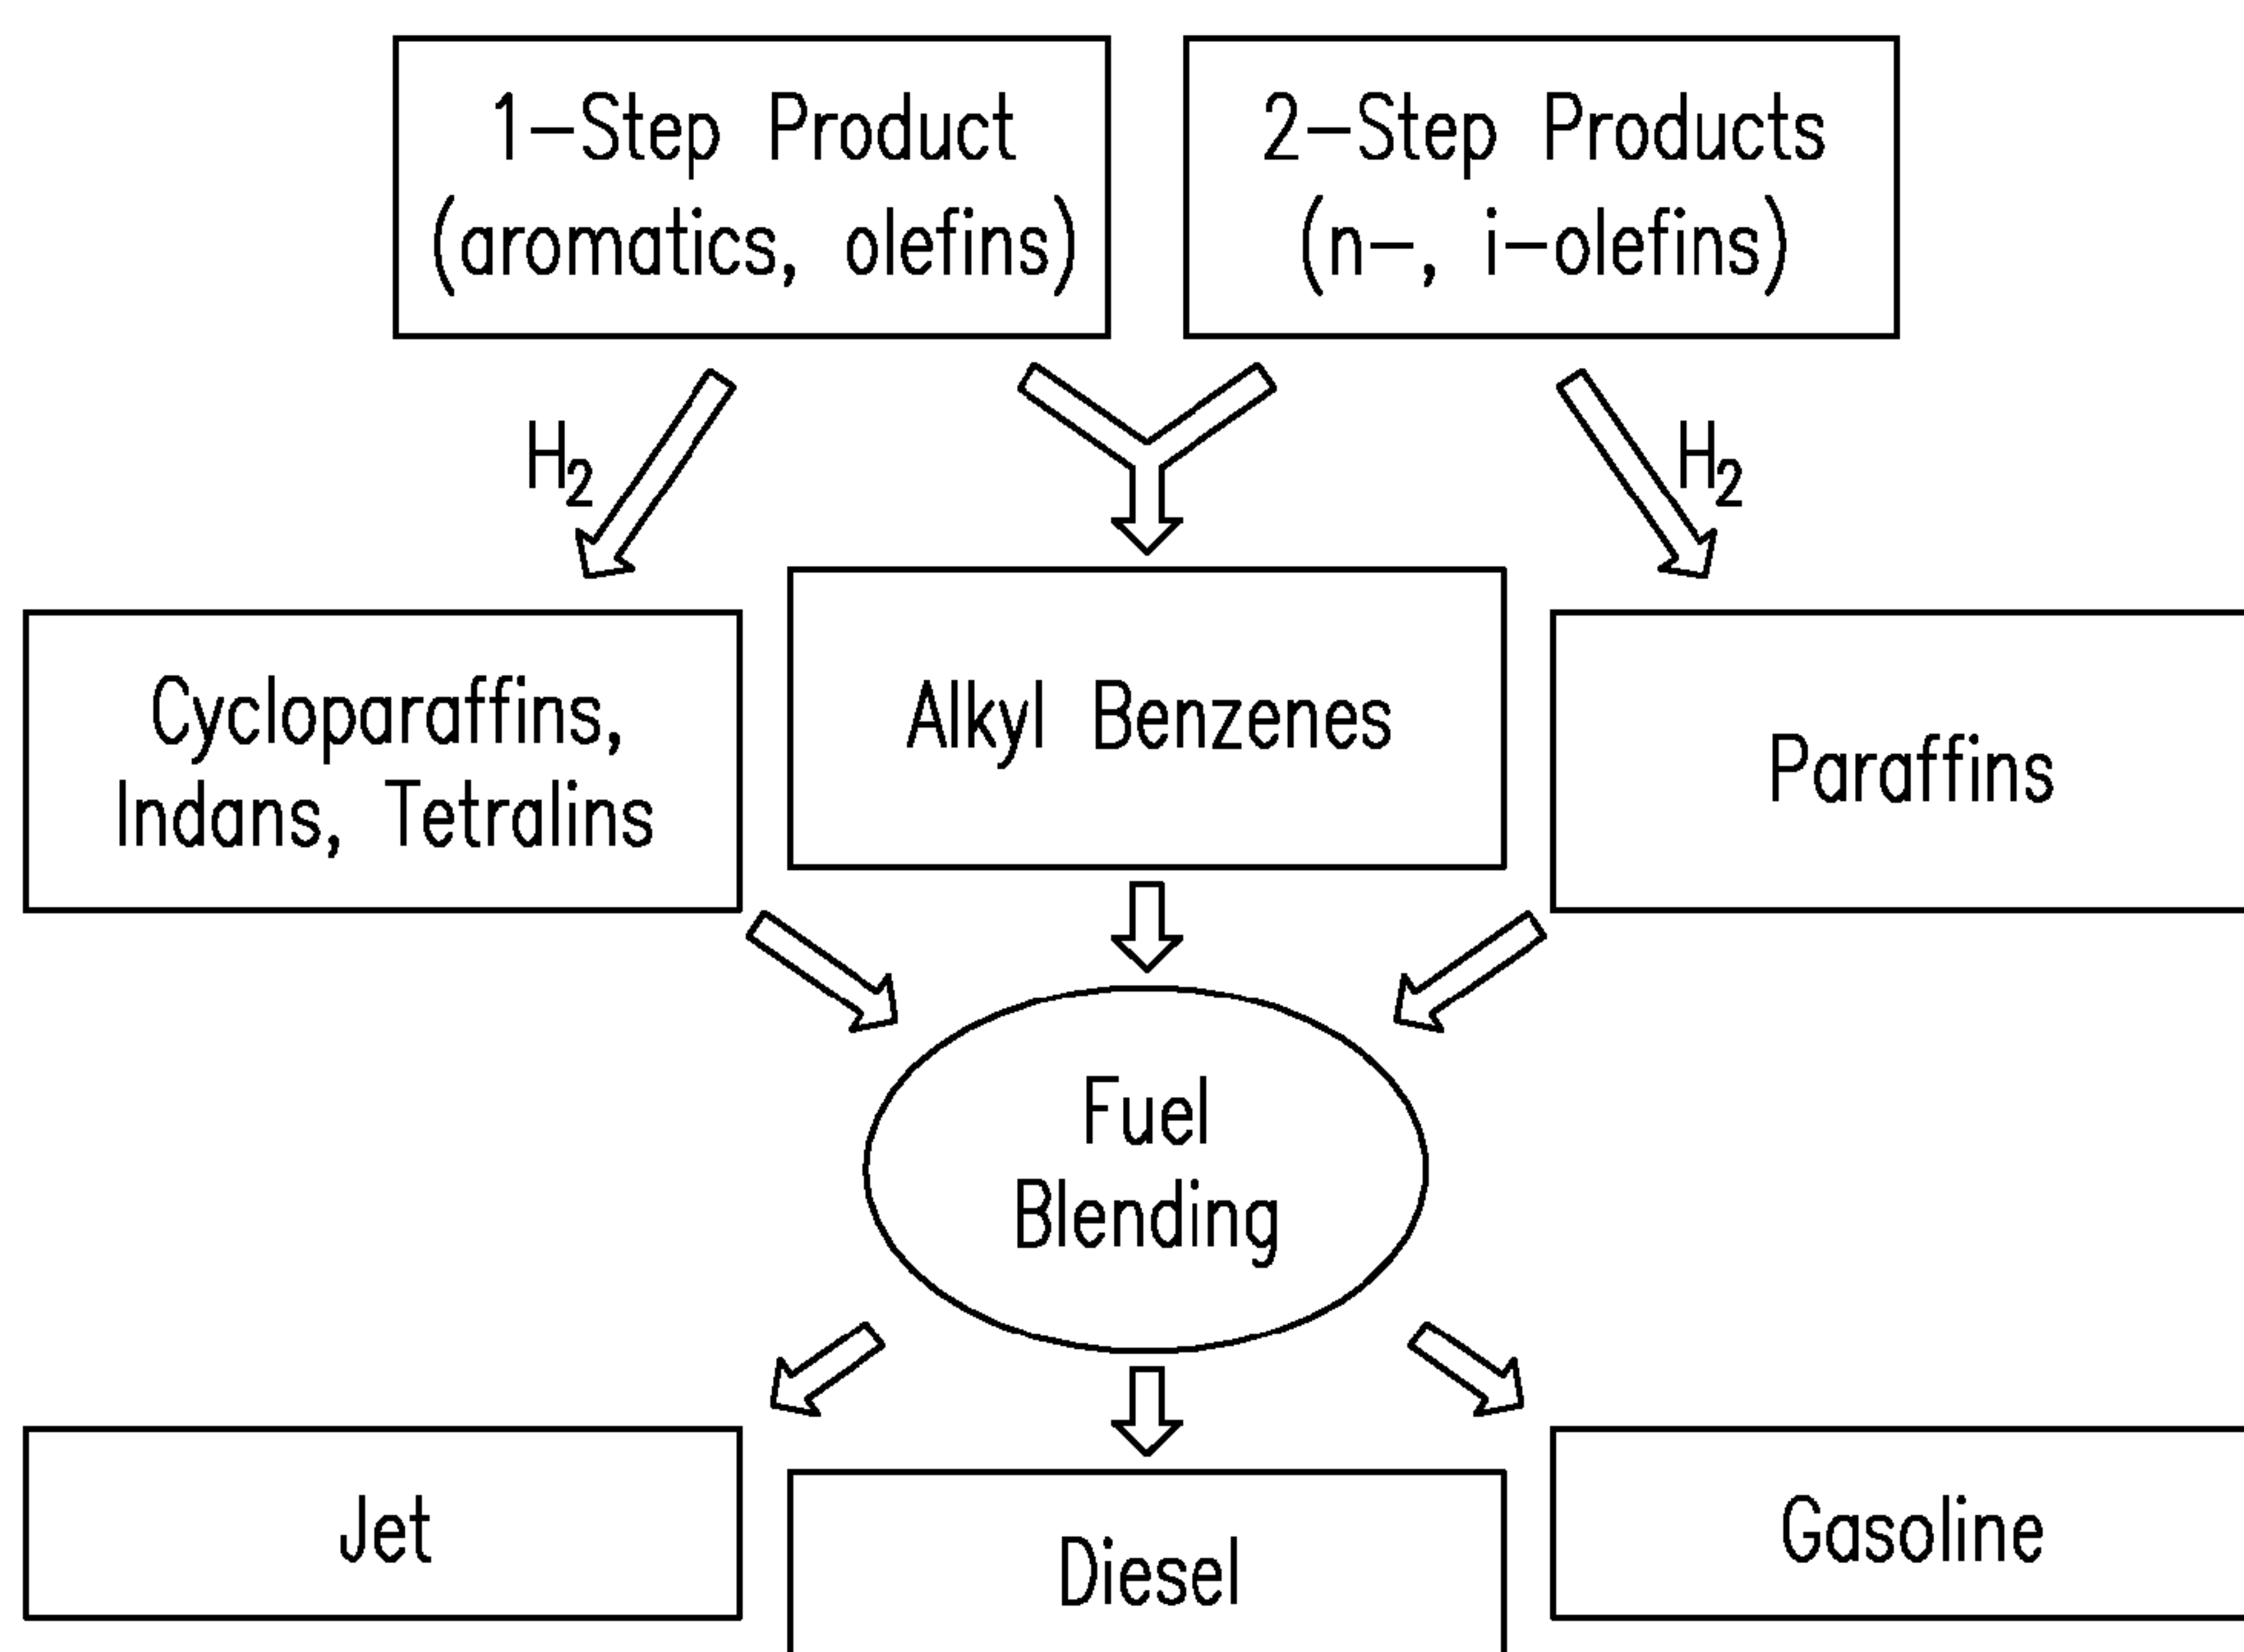 1–Step Product
(aromatics, olefins)
2–Step Products
(n–, i–olefins)
H2
H2
Cycloparaffins,
Indans, Tetralins
Alkyl Benzenes
Paraffins
Fuel
Blending
Jet
Diesel
Gasoline